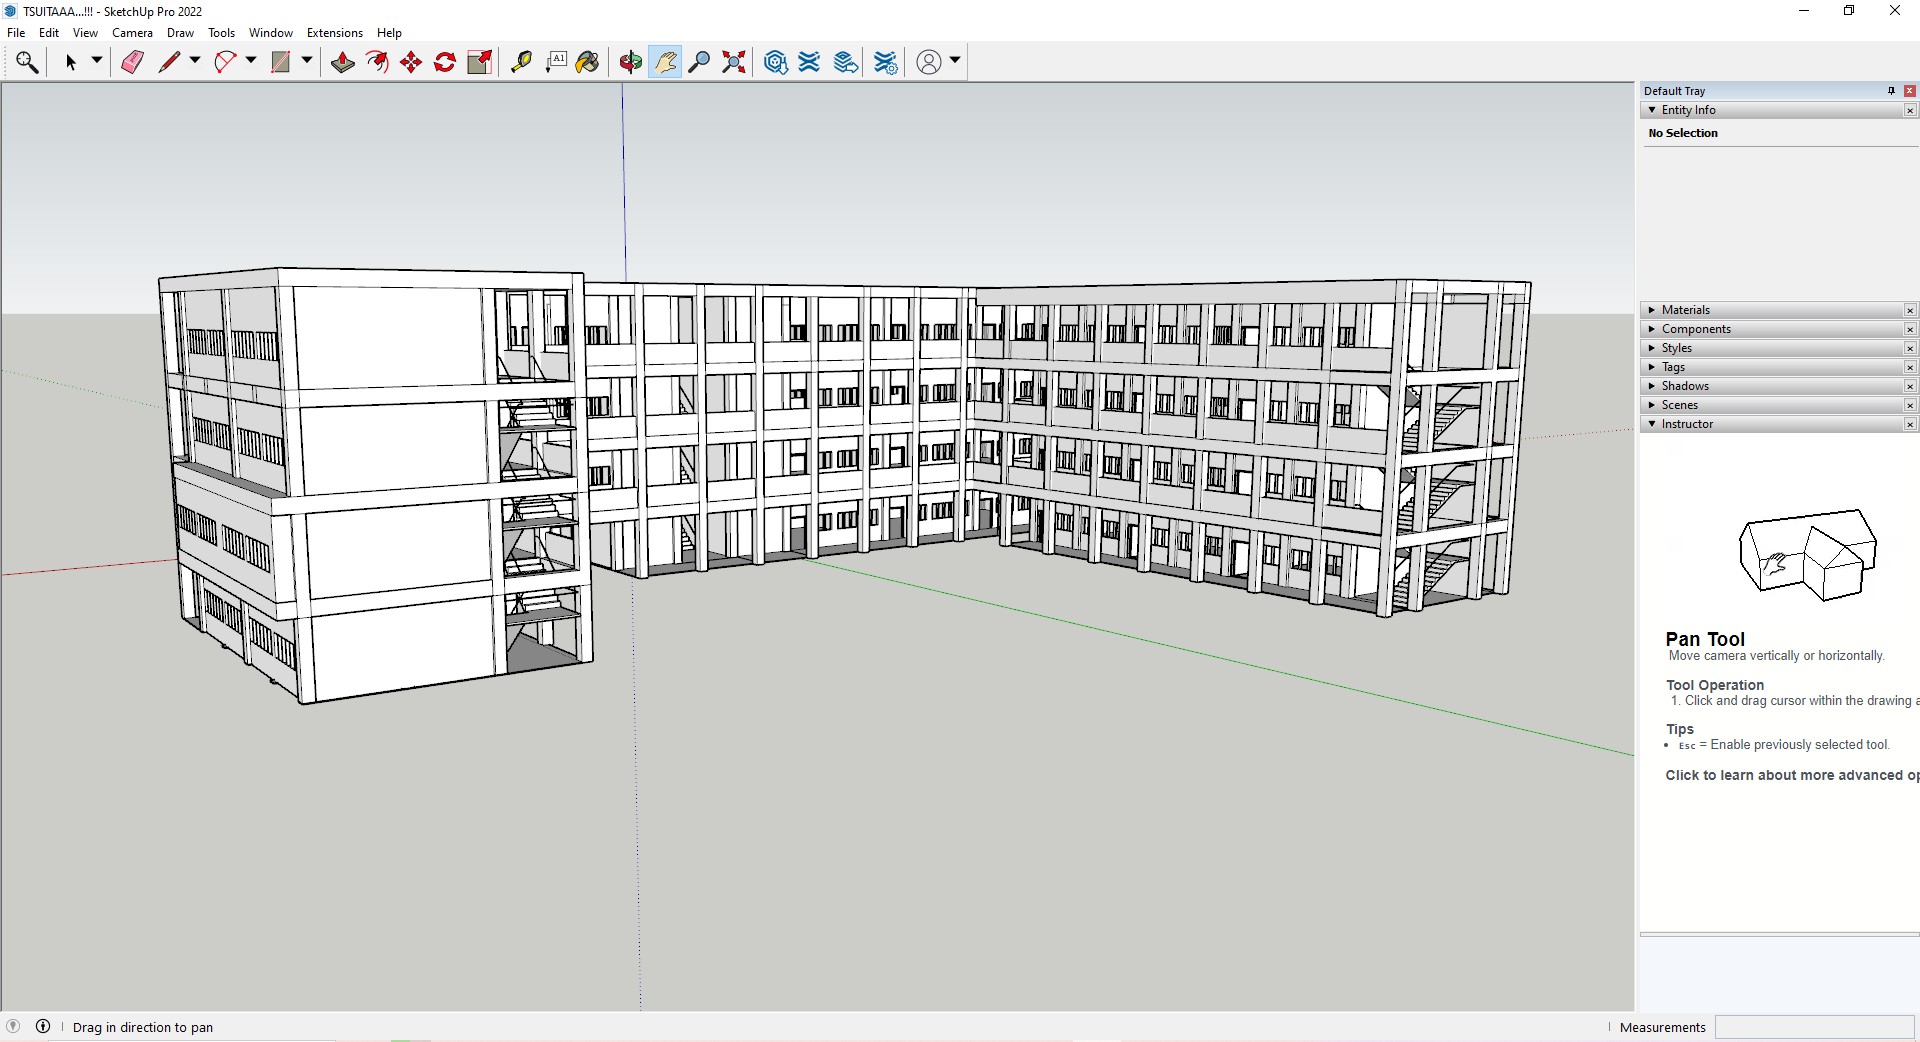 TSUITAAA...!!! - SketchUp Pro 2022
File Edit View Camera Draw Tools Window Extensions Help
A1
Default Tray
Entity Info
No Selection
Materials
Components
Styles
Tags
Shadows
Scenes
Instructor
Pan Tool
Move camera vertically or horizontally.
Tool Operation
1. Click and drag cursor within the drawing a
Tips
• Esc = Enable previously selected tool.
Click to learn about more advanced op
Drag in direction to pan
Measurements